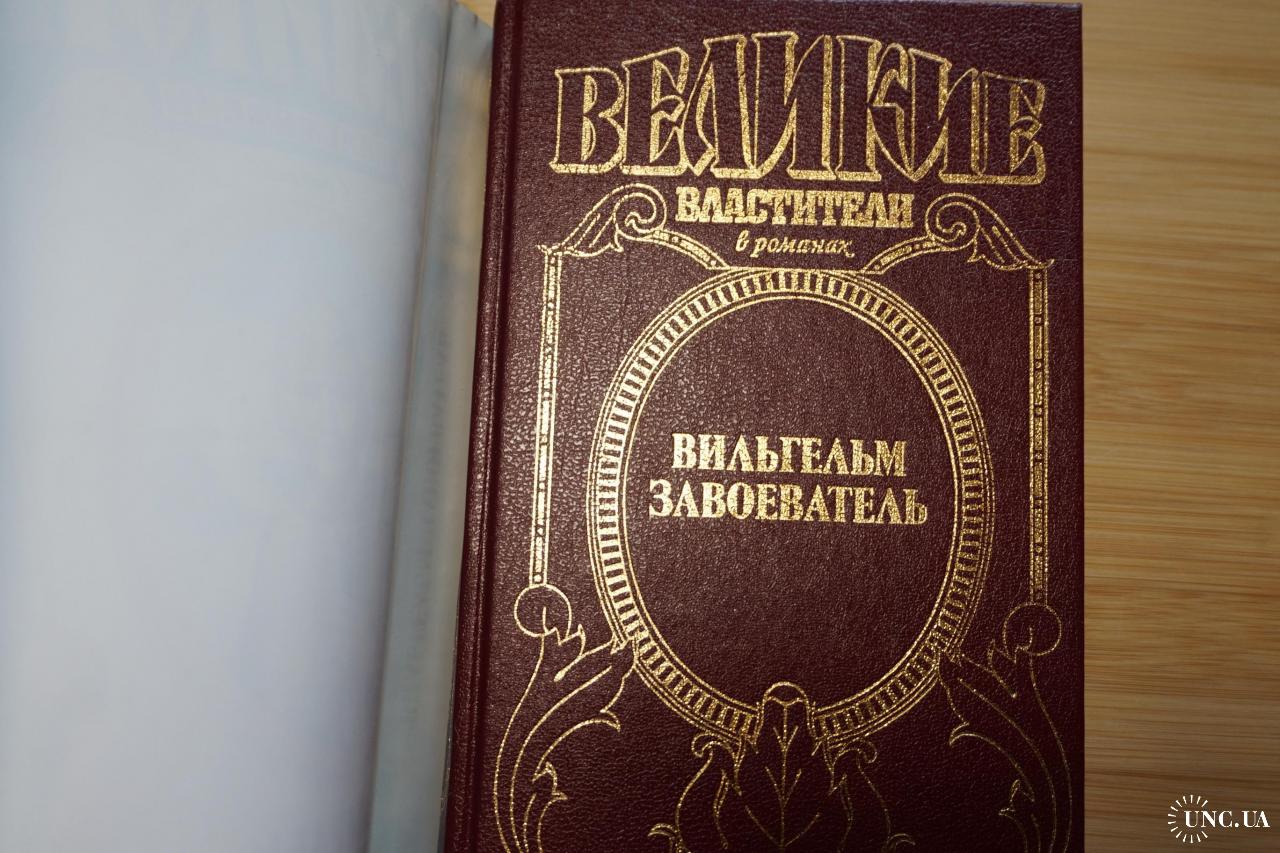 ВЕЛИКИЕ
ВЛАСТИТЕЛИ
в романах
ВИЛЬГЕЛЬМ
ЗАВОЕВАТЕЛЬ
UNC.UA